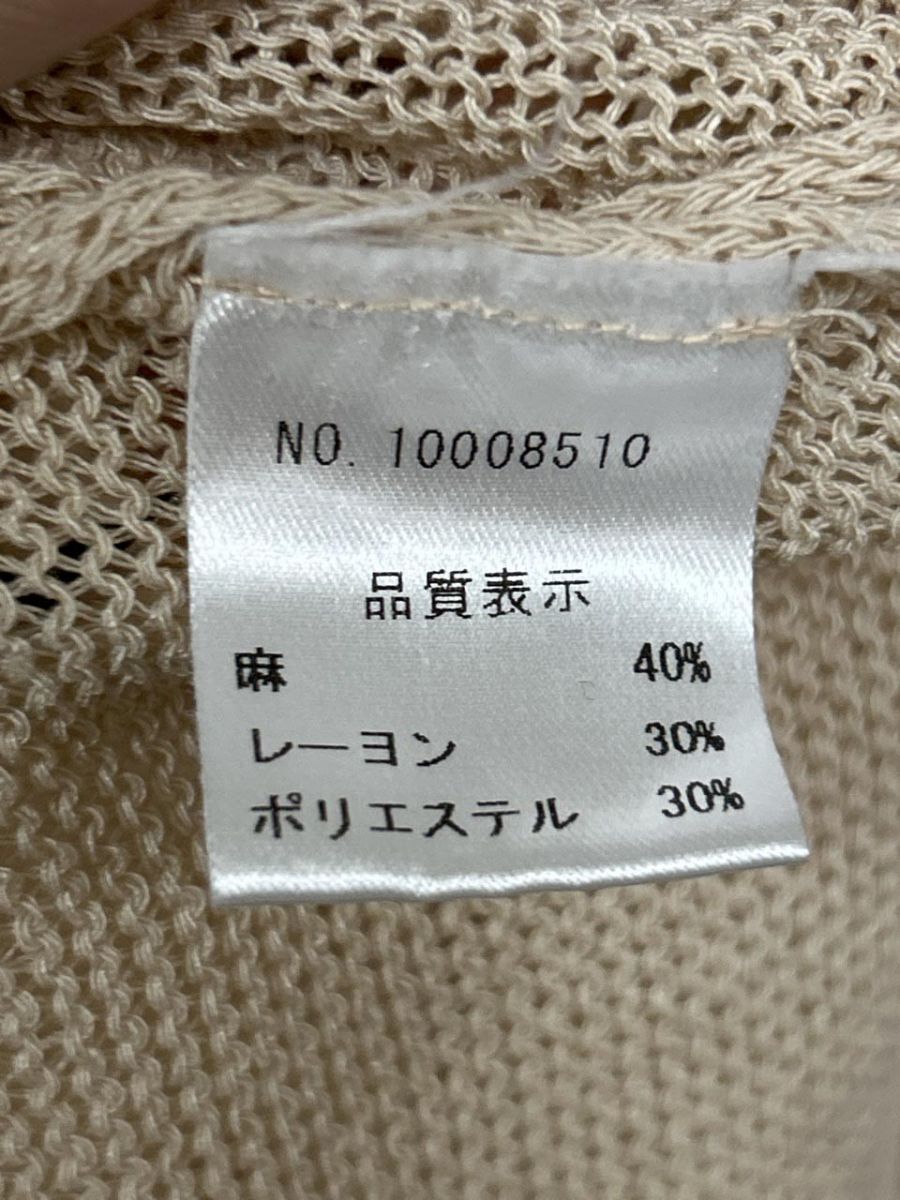 NO. 10008510
品質表示
麻 40%
レーヨン 30%
ポリエステル 30%